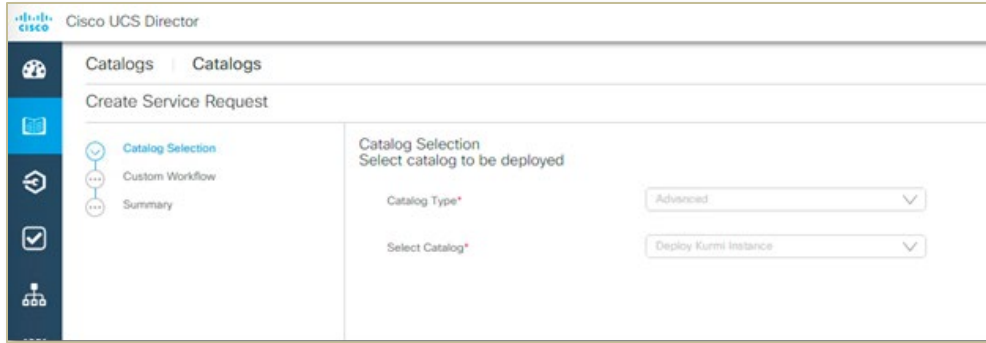 CISCO Cisco UCS Director
Catalogs Catalogs
Create Service Request
Catalog Selection
Custom Workflow
Summary
Catalog Selection
Select catalog to be deployed
Catalog Type* Advanced
Select Catalog* Deploy Kurmi Instance